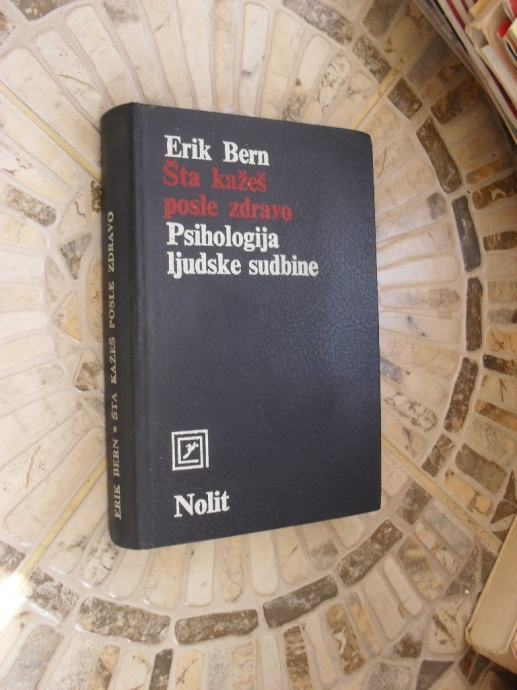 Erik Bern
Šta kažeš
posle zdravo
Psihologija
ljudske sudbine
Nolit
ERIK BERN • ŠTA KAŽEŠ POSLE ZDRAVO